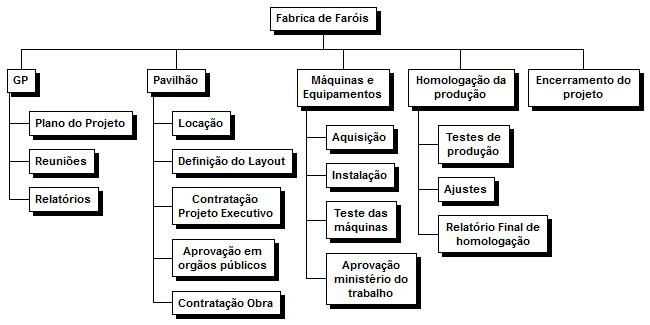 Fabrica de Faróis
GP
Plano do Projeto
Reuniões
Relatórios
Pavilhão
Locação
Definição do Layout
Contratação
Projeto Executivo
Aprovação em
orgãos públicos
Contratação Obra
Máquinas e
Equipamentos
Aquisição
Instalação
Teste das
máquinas
Aprovação
ministério do
trabalho
Homologação da
produção
Testes de
produção
Ajustes
Relatório Final de
homologação
Encerramento do
projeto